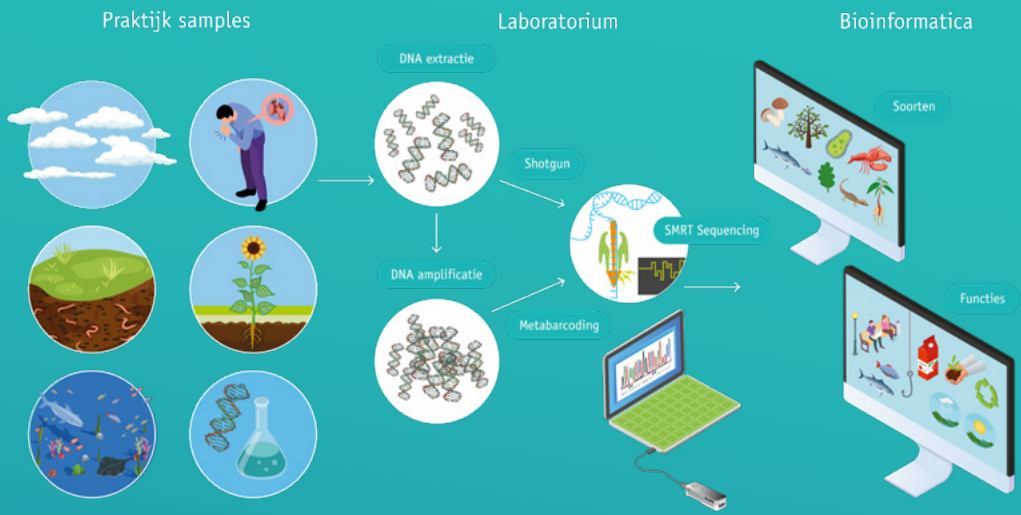 Praktijk samples
Laboratorium
Bioinformatica
DNA extractie
Shotgun
SMRT Sequencing
DNA amplificatie
Metabarcoding
Soorten
Functies